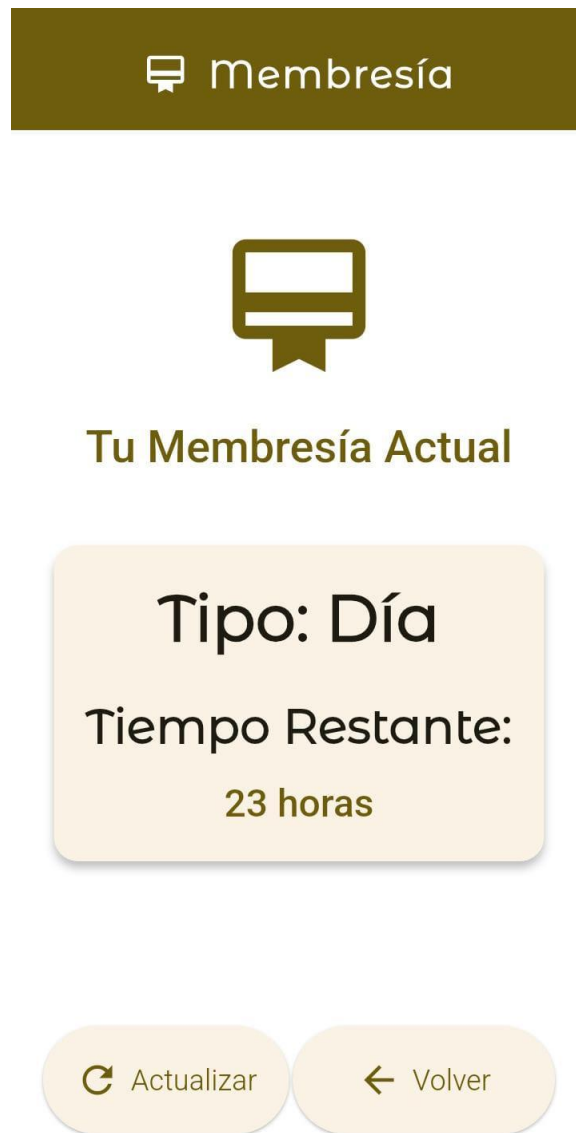 Membresía
Tu Membresía Actual
Tipo: Día
Tiempo Restante:
23 horas
Actualizar
Volver